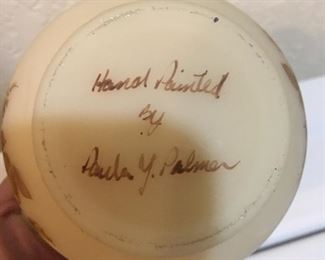 Hand Painted
by
Paula Y. Palmer